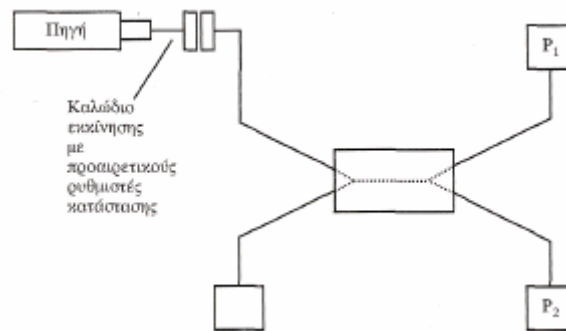 Πηγή
P1
Καλώδιο
εκκίνησης
με
προαιρετικούς
ρυθμιστές
κατάστασης
P2